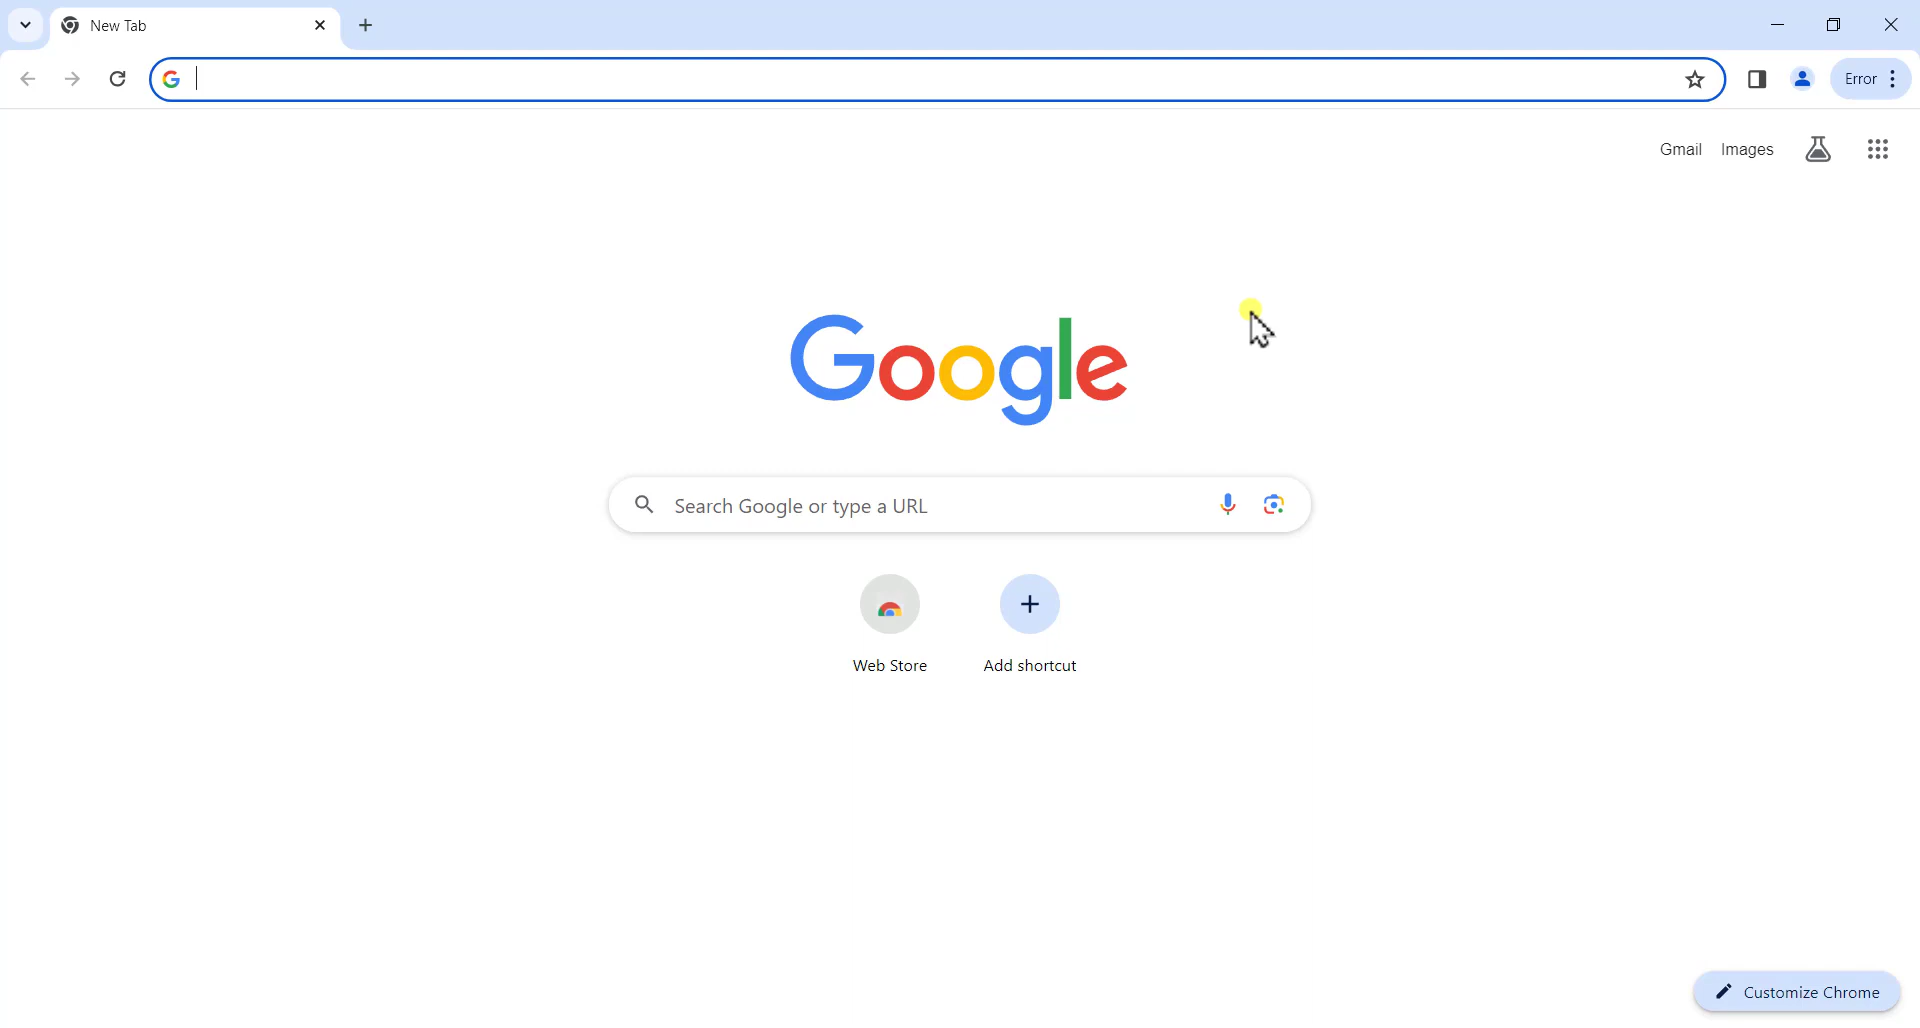 New Tab
Error
Gmail Images
Google
Search Google or type a URL
Web Store Add shortcut
Customize Chrome